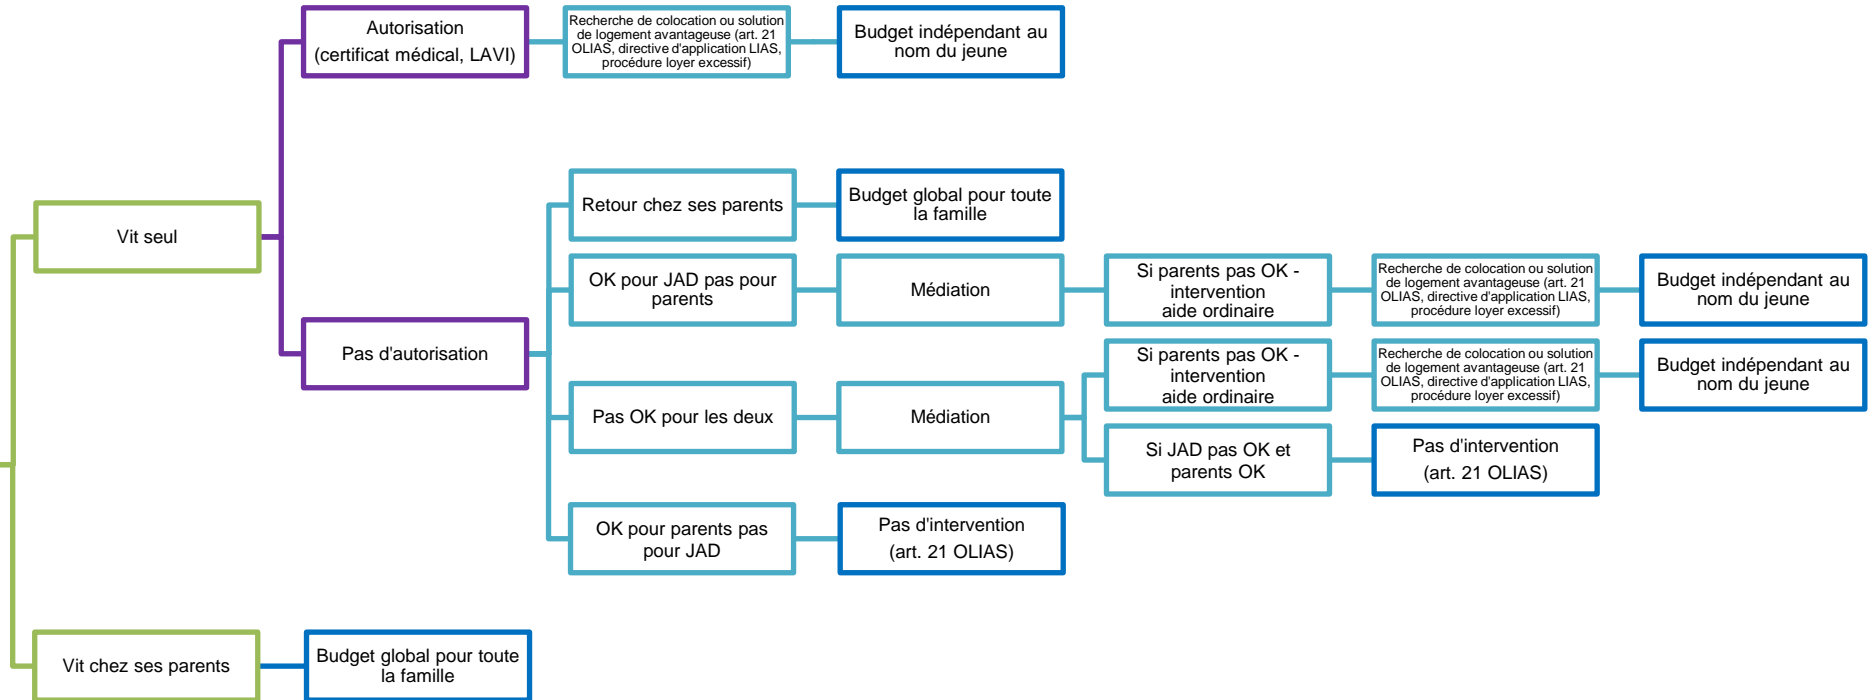 Autorisation
(certificat médical, LAVI)
Recherche de colocation ou solution
de logement avantageuse (art. 21
OLIAS, directive d'application LIAS,
procédure loyer excessif)
Budget indépendant au
nom du jeune
Vit seul
Retour chez ses parents
Budget global pour toute
la famille
OK pour JAD pas pour
parents
Médiation
Si parents pas OK -
intervention
aide ordinaire
Recherche de colocation ou solution
de logement avantageuse (art. 21
OLIAS, directive d'application LIAS,
procédure loyer excessif)
Budget indépendant au
nom du jeune
Pas d'autorisation
Pas OK pour les deux
Médiation
Si parents pas OK -
intervention
aide ordinaire
Recherche de colocation ou solution
de logement avantageuse (art. 21
OLIAS, directive d'application LIAS,
procédure loyer excessif)
Budget indépendant au
nom du jeune
Si JAD pas OK et
parents OK
Pas d'intervention
(art. 21 OLIAS)
OK pour parents pas
pour JAD
Pas d'intervention
(art. 21 OLIAS)
Vit chez ses parents
Budget global pour toute
la famille